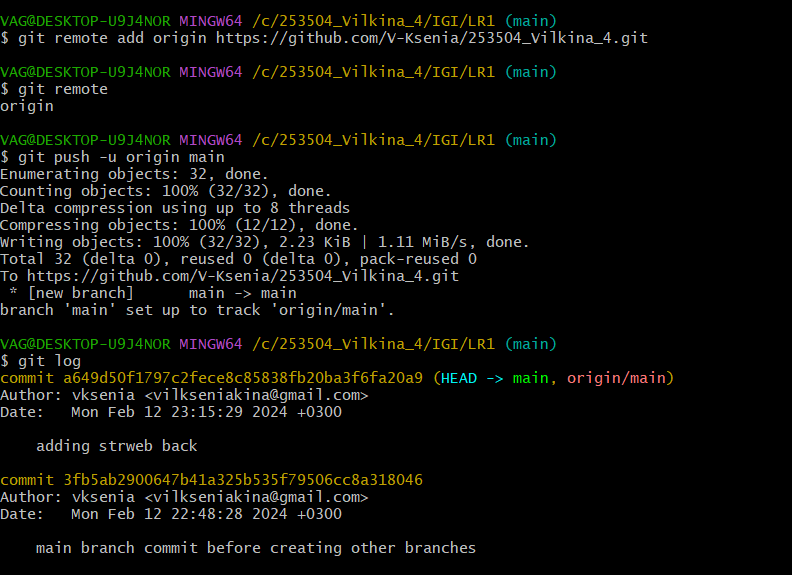 VAG@DESKTOP-U9J4NOR MINGW64 /c/253504_Vilkina_4/IGI/LR1 (main)
$ git remote add origin https://github.com/V-Ksenia/253504_Vilkina_4.git
VAG@DESKTOP-U9J4NOR MINGW64 /c/253504_Vilkina_4/IGI/LR1 (main)
$ git remote
origin
VAG@DESKTOP-U9J4NOR MINGW64 /c/253504_Vilkina_4/IGI/LR1 (main)
$ git push -u origin main
Enumerating objects: 32, done.
Counting objects: 100% (32/32), done.
Delta compression using up to 8 threads
Compressing objects: 100% (12/12), done.
Writing objects: 100% (32/32), 2.23 KiB | 1.11 MiB/s, done.
Total 32 (delta 0), reused 0 (delta 0), pack-reused 0
To https://github.com/V-Ksenia/253504_Vilkina_4.git
 * [new branch]      main -> main
branch 'main' set up to track 'origin/main'.
VAG@DESKTOP-U9J4NOR MINGW64 /c/253504_Vilkina_4/IGI/LR1 (main)
$ git log
commit a649d50f1797c2fece8c85838fb20ba3f6fa20a9 (HEAD -> main, origin/main)
Author: vksenia <vilkseniakina@gmail.com>
Date:   Mon Feb 12 23:15:29 2024 +0300
    adding strweb back
commit 3fb5ab2900647b41a325b535f79506cc8a318046
Author: vksenia <vilkseniakina@gmail.com>
Date:   Mon Feb 12 22:48:28 2024 +0300
    main branch commit before creating other branches